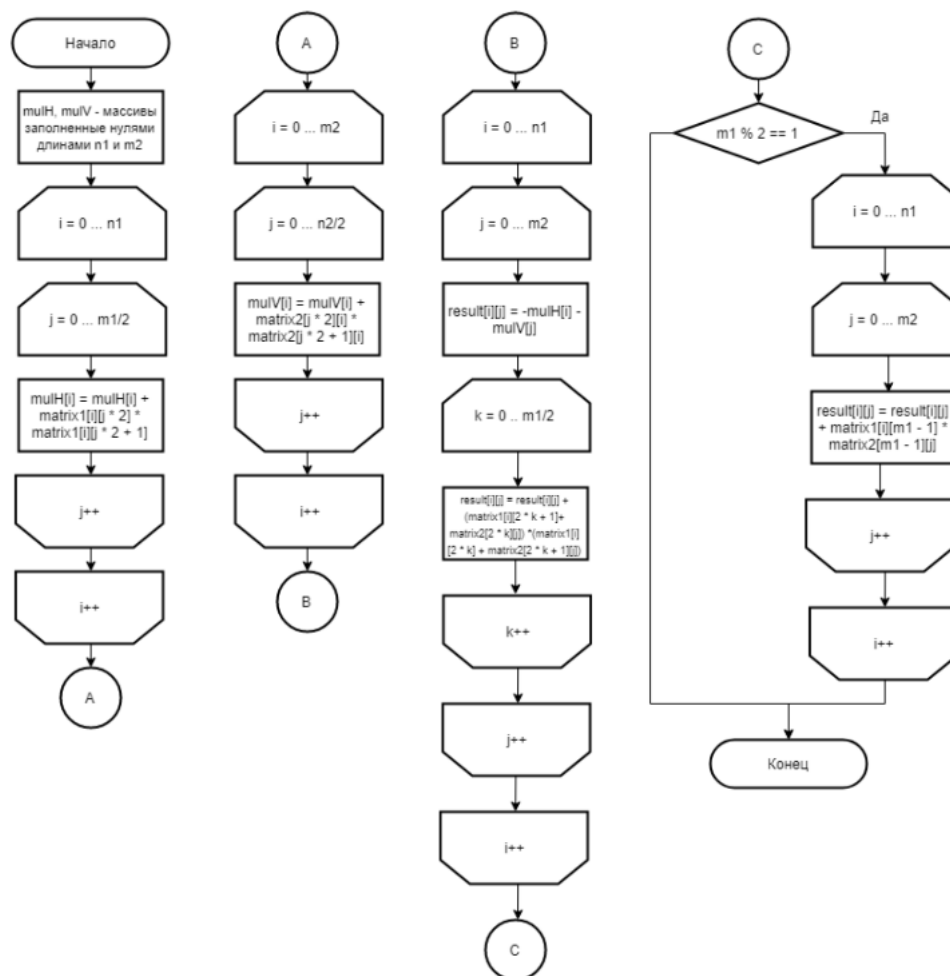 Начало
mulH, mulV - массивы
заполненные нулями
длинами n1 и m2
i = 0 ... n1
j = 0 ... m1/2
mulH[i] = mulH[i] +
matrix1[i][j * 2] *
matrix1[i][j * 2 + 1]
j++
i++
A
A
i = 0 ... m2
j = 0 ... n2/2
mulV[i] = mulV[i] +
matrix2[j * 2][i] *
matrix2[j * 2 + 1][i]
j++
i++
B
B
i = 0 ... n1
j = 0 ... m2
result[i][j] = -mulH[i] -
mulV[j]
k = 0 .. m1/2
result[i][j] = result[i][j] +
(matrix1[i][2 * k + 1]+
matrix2[2 * k][j]) *(matrix1[i]
[2 * k] + matrix2[2 * k + 1][j])
k++
j++
i++
C
C
m1 % 2 == 1
Да
i = 0 ... n1
j = 0 ... m2
result[i][j] = result[i][j]
+ matrix1[i][m1 - 1] *
matrix2[m1 - 1][j]
j++
i++
Конец